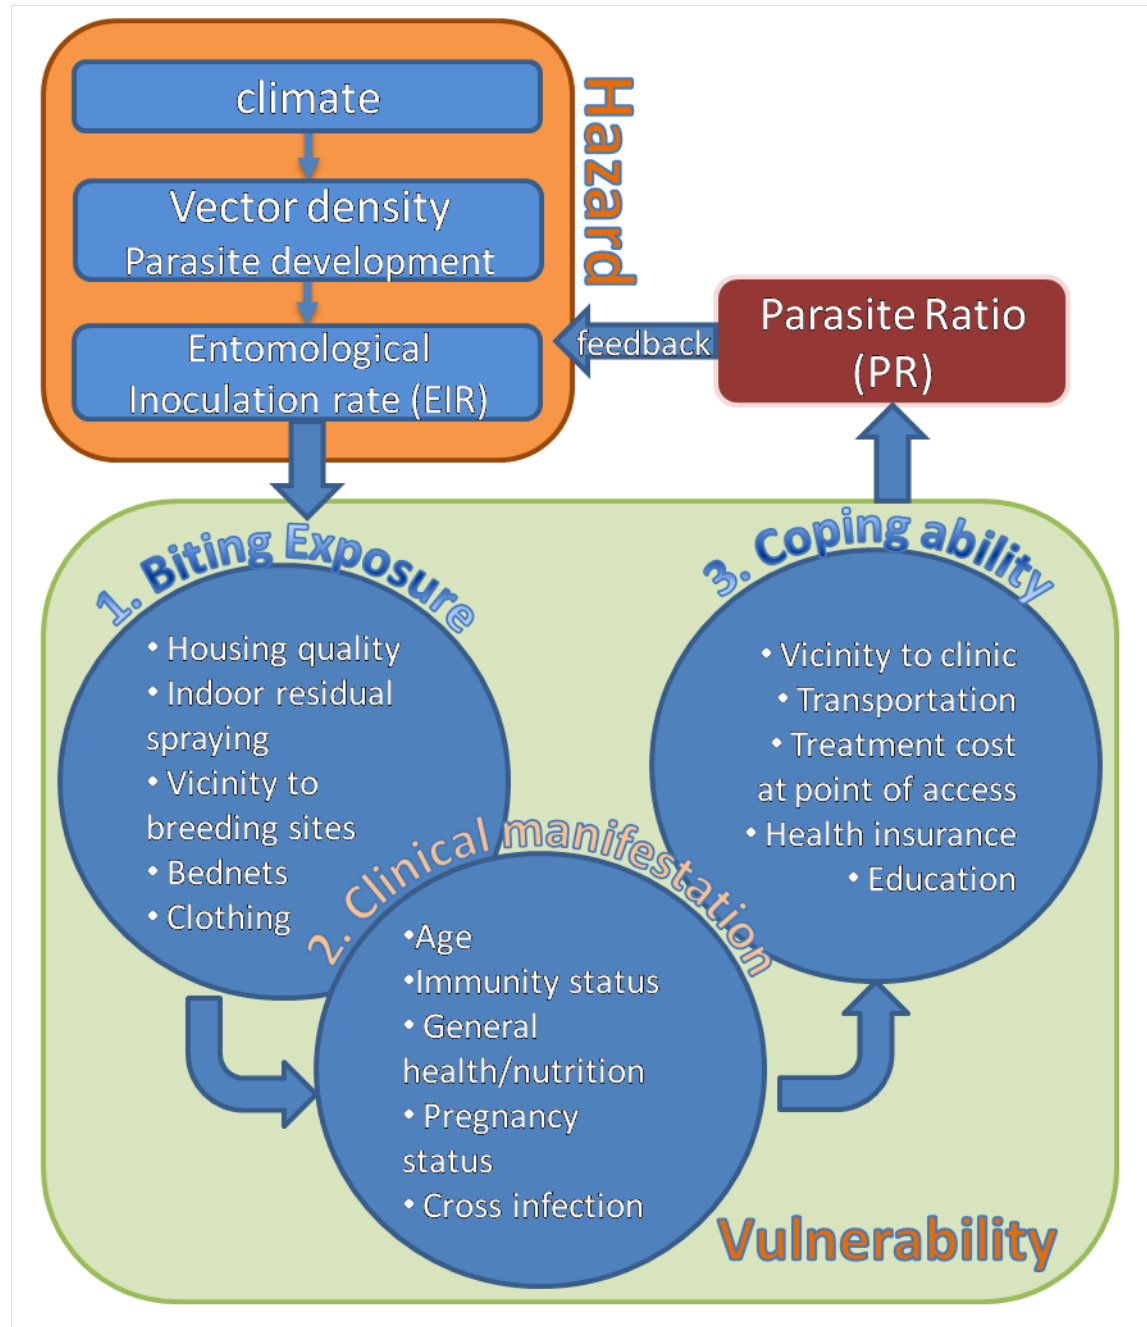 climate
Hazard
Vector density
Parasite development
Entomological
Inoculation rate (EIR)
feedback
Parasite Ratio
(PR)
1. Biting Exposure
• Housing quality
• Indoor residual
spraying
• Vicinity to
breeding sites
• Bednets
• Clothing
2. Clinical manifestation
•Age
•Immunity status
• General
health/nutrition
• Pregnancy
status
• Cross infection
3. Coping ability
• Vicinity to clinic
• Transportation
• Treatment cost
at point of access
• Health insurance
• Education
Vulnerability